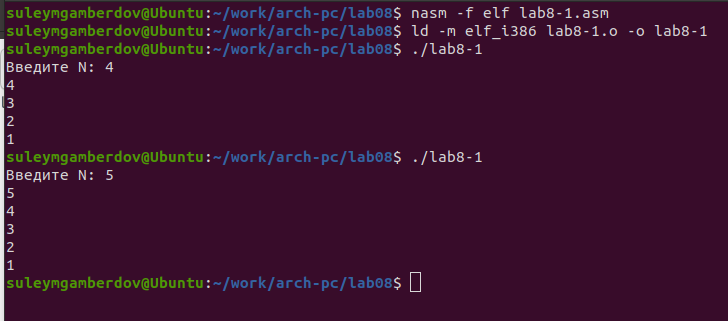 suleymgamberdov@Ubuntu:~/work/arch-pc/lab08$ nasm -f elf lab8-1.asm
suleymgamberdov@Ubuntu:~/work/arch-pc/lab08$ ld -m elf_i386 lab8-1.o -o lab8-1
suleymgamberdov@Ubuntu:~/work/arch-pc/lab08$ ./lab8-1
Введите N: 4
4
3
2
1
suleymgamberdov@Ubuntu:~/work/arch-pc/lab08$ ./lab8-1
Введите N: 5
5
4
3
2
1
suleymgamberdov@Ubuntu:~/work/arch-pc/lab08$